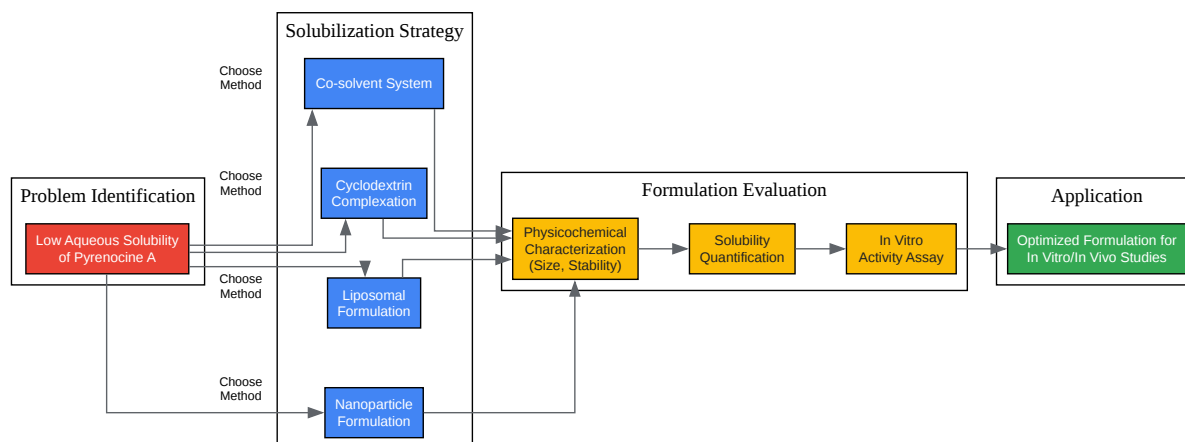 Problem Identification
Low Aqueous Solubility
of Pyrenocine A
Choose
Method
Choose
Method
Choose
Method
Choose
Method
Solubilization Strategy
Co-solvent System
Cyclodextrin
Complexation
Liposomal
Formulation
Nanoparticle
Formulation
Formulation Evaluation
Physicochemical
Characterization
(Size, Stability)
Solubility
Quantification
In Vitro
Activity Assay
Application
Optimized Formulation for
In Vitro/In Vivo Studies